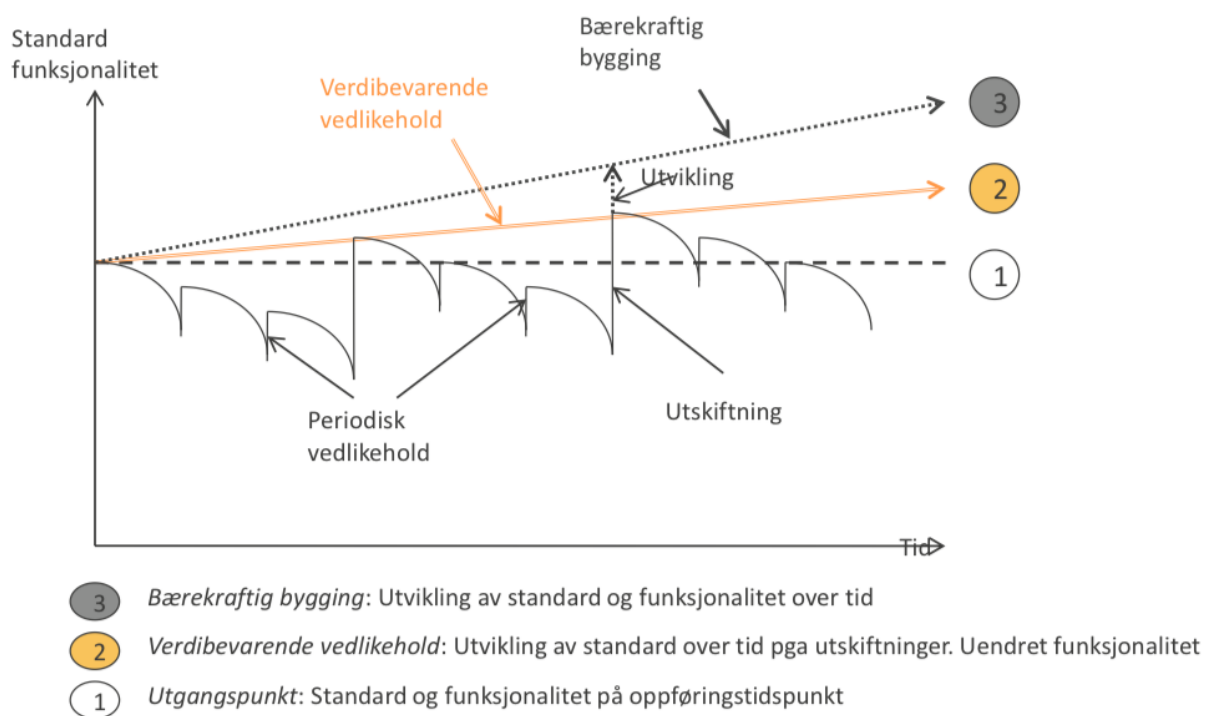 Standard
funksjonalitet
Bærekraftig
bygging
Verdibevarende
vedlikehold
3
Utvikling
2
1
Periodisk
vedlikehold
Utskiftning
Tid
3 Bærekraftig bygging: Utvikling av standard og funksjonalitet over tid
2 Verdibevarende vedlikehold: Utvikling av standard over tid pga utskiftninger. Uendret funksjonalitet
1 Utgangspunkt: Standard og funksjonalitet på oppføringstidspunkt